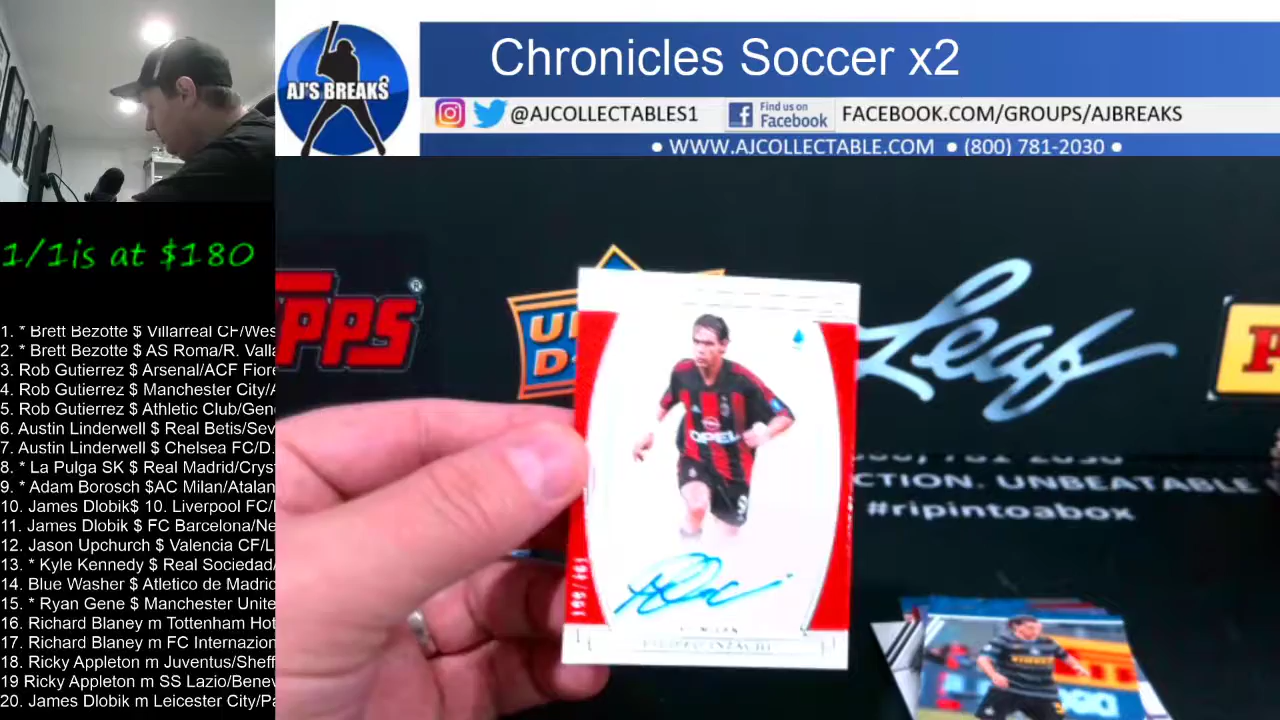 Chronicles Soccer x2
AJ'S BREAKS
@AJCOLLECTABLES1
Find us on
Facebook
FACEBOOK.COM/GROUPS/AJBREAKS
• WWW.AJCOLLECTABLE.COM • (800) 781-2030 •
1/1is at $180
1. * Brett Bezotte $ Villarreal CF/Wes
2. * Brett Bezotte $ AS Roma/R. Valla
3. Rob Gutierrez $ Arsenal/ACF Fiore
4. Rob Gutierrez $ Manchester City/A
5. Rob Gutierrez $ Athletic Club/Gen
6. Austin Linderwell $ Real Betis/Sev
7. Austin Linderwell $ Chelsea FC/D.
8. * La Pulga SK $ Real Madrid/Crys
9. * Adam Borosch $AC Milan/Atalan
10. James Dlobik$ 10. Liverpool FC/
11. James Dlobik $ FC Barcelona/Ne
12. Jason Upchurch $ Valencia CF/L
13. * Kyle Kennedy $ Real Sociedad/
14. Blue Washer $ Atletico de Madrid
15. * Ryan Gene $ Manchester Unite
16. Richard Blaney m Tottenham Hot
17. Richard Blaney m FC Internazion
18. Ricky Appleton m Juventus/Sheff
19 Ricky Appleton m SS Lazio/Benev
20. James Dlobik m Leicester City/Pa
TOPPS
Leaf
OPEL
CTION. UNBEATABLE
#ripintoabox